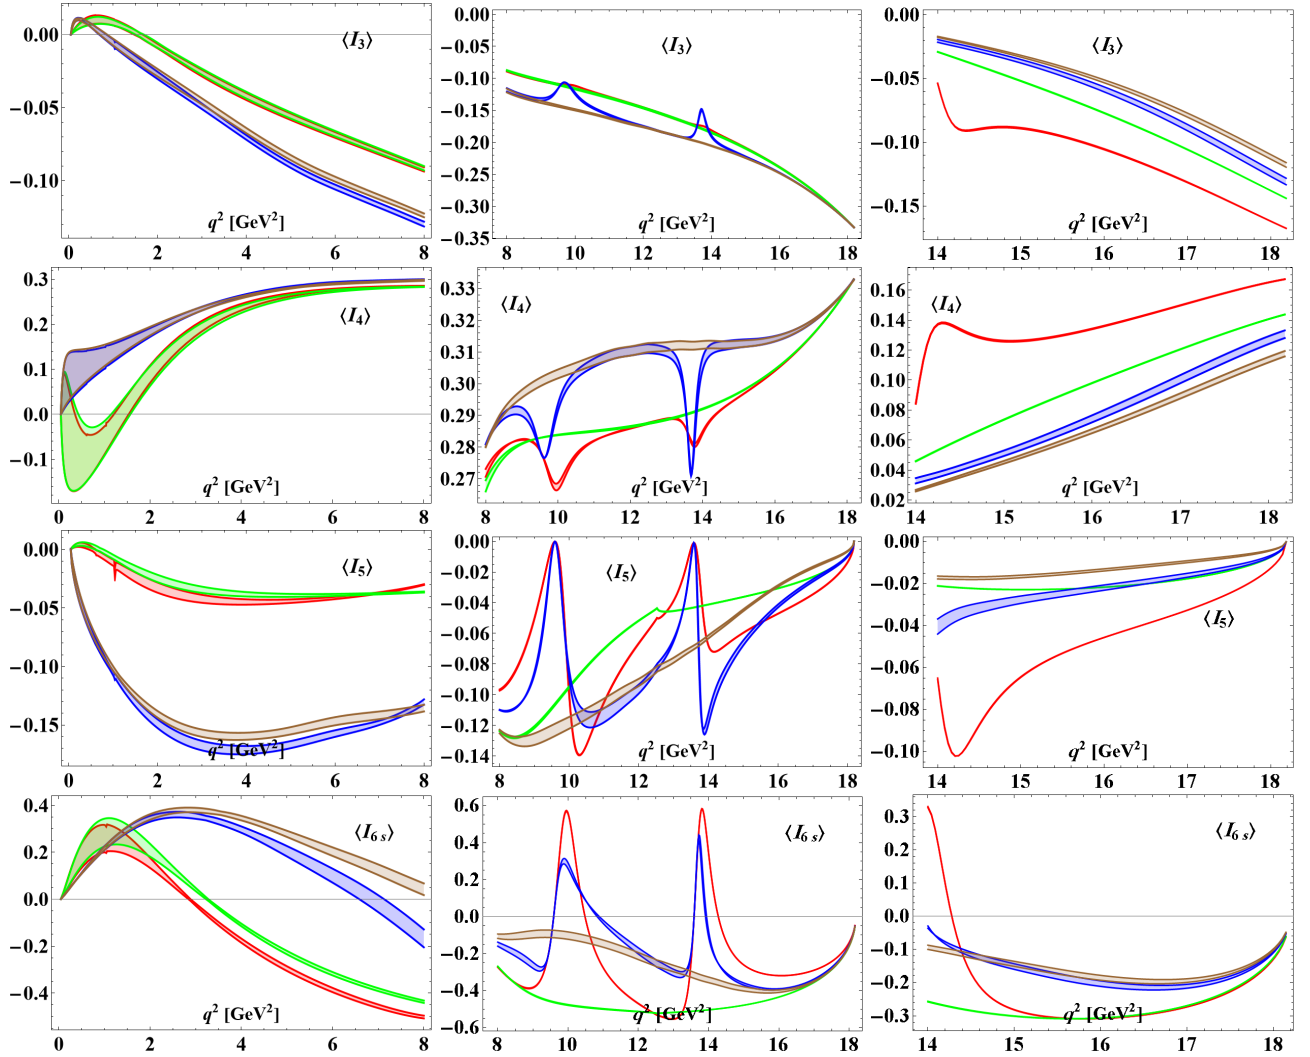 0.00
−0.05
−0.10
⟨I3⟩
q2 [GeV2]
0 2 4 6 8
0.00
−0.05
−0.10
−0.15
−0.20
−0.25
−0.30
−0.35
⟨I3⟩
q2 [GeV2]
8 10 12 14 16 18
0.00
−0.05
−0.10
−0.15
⟨I3⟩
q2 [GeV2]
14 15 16 17 18
0.3
0.2
0.1
0.0
−0.1
⟨I4⟩
q2 [GeV2]
0 2 4 6 8
0.33
0.32
0.31
0.30
0.29
0.28
0.27
⟨I4⟩
q2 [GeV2]
8 10 12 14 16 18
0.16
0.14
0.12
0.10
0.08
0.06
0.04
0.02
⟨I4⟩
q2 [GeV2]
14 15 16 17 18
0.00
−0.05
−0.10
−0.15
⟨I5⟩
q2 [GeV2]
0 2 4 6 8
0.00
−0.02
−0.04
−0.06
−0.08
−0.10
−0.12
−0.14
⟨I5⟩
q2 [GeV2]
8 10 12 14 16 18
0.00
−0.02
−0.04
−0.06
−0.08
−0.10
⟨I5⟩
q2 [GeV2]
14 15 16 17 18
0.4
0.2
0.0
−0.2
−0.4
⟨I6 s⟩
q2 [GeV2]
0 2 4 6 8
0.6
0.4
0.2
0.0
−0.2
−0.4
−0.6
⟨I6 s⟩
q2 [GeV2]
8 10 12 14 16 18
0.3
0.2
0.1
0.0
−0.1
−0.2
−0.3
⟨I6 s⟩
q2 [GeV2]
14 15 16 17 18